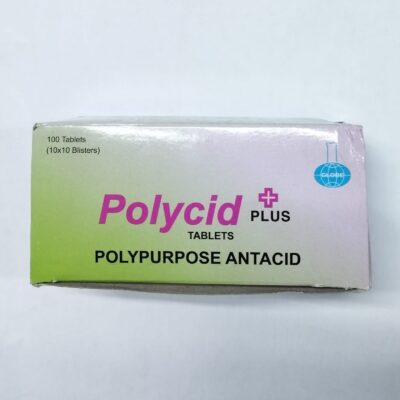 100 Tablets
(10x10 Blisters)
GLOBE
Polycid PLUS
TABLETS
POLYPURPOSE ANTACID